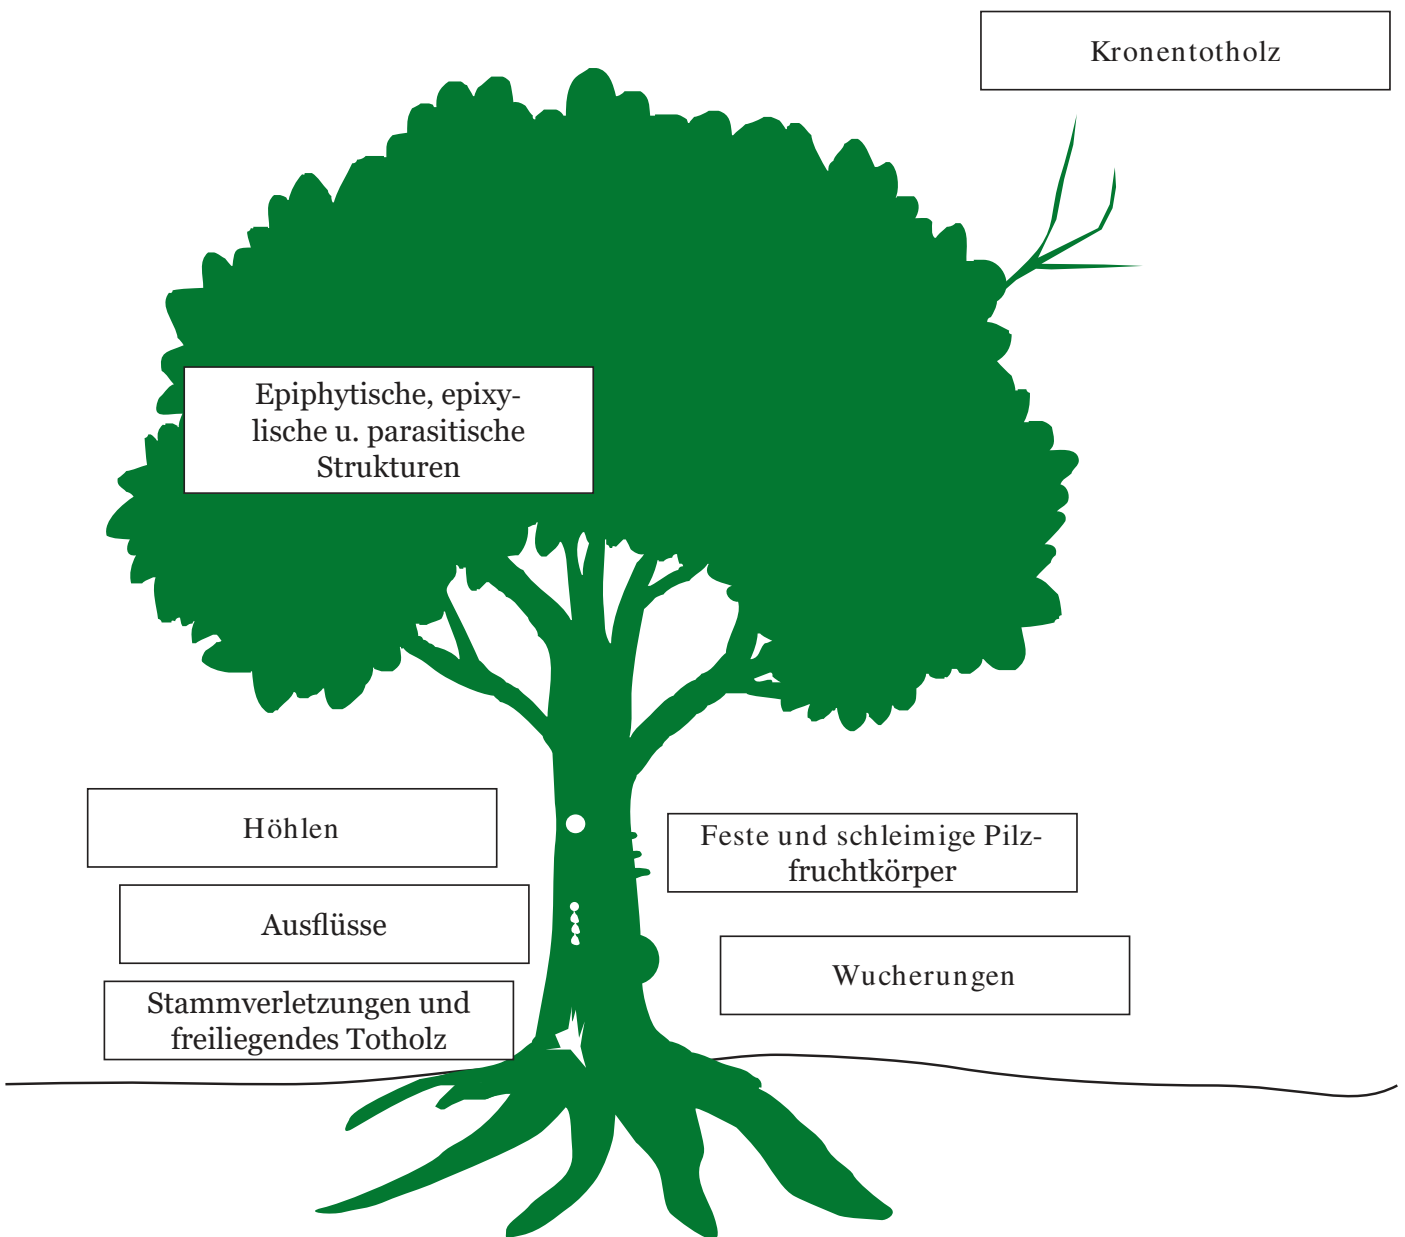 Kronentotholz
Epiphytische, epixy-
lische u. parasitische
Strukturen
Höhlen
Feste und schleimige Pilz-
fruchtkörper
Ausflüsse
Wucherungen
Stammverletzungen und
freiliegendes Totholz